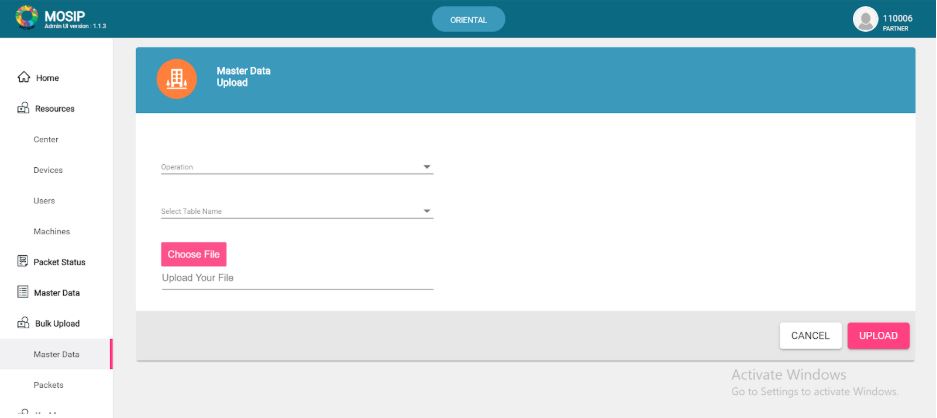 MOSIP
Admin UI version : 1.1.3
ORIENTAL
110006
PARTNER
Home
Resources
Center
Devices
Users
Machines
Packet Status
Master Data
Bulk Upload
Master Data
Packets
Master Data
Upload
Operation
Select Table Name
Choose File
Upload Your File
CANCEL
UPLOAD
Activate Windows
Go to Settings to activate Windows.